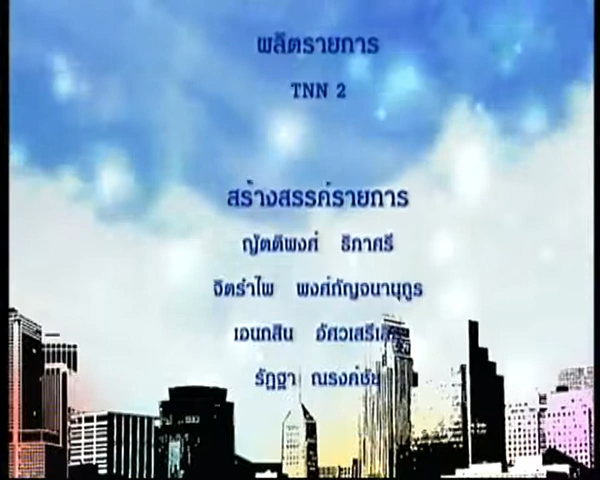 ผลิตรายการ
TNN 2
สร้างสรรค์รายการ
ญัตติพงศ์ ธิภาศรี
จิตรำไพ พงศ์กัญจนานุกูร
เอนกสิน
รัฏฐา ณรงค์ชัย